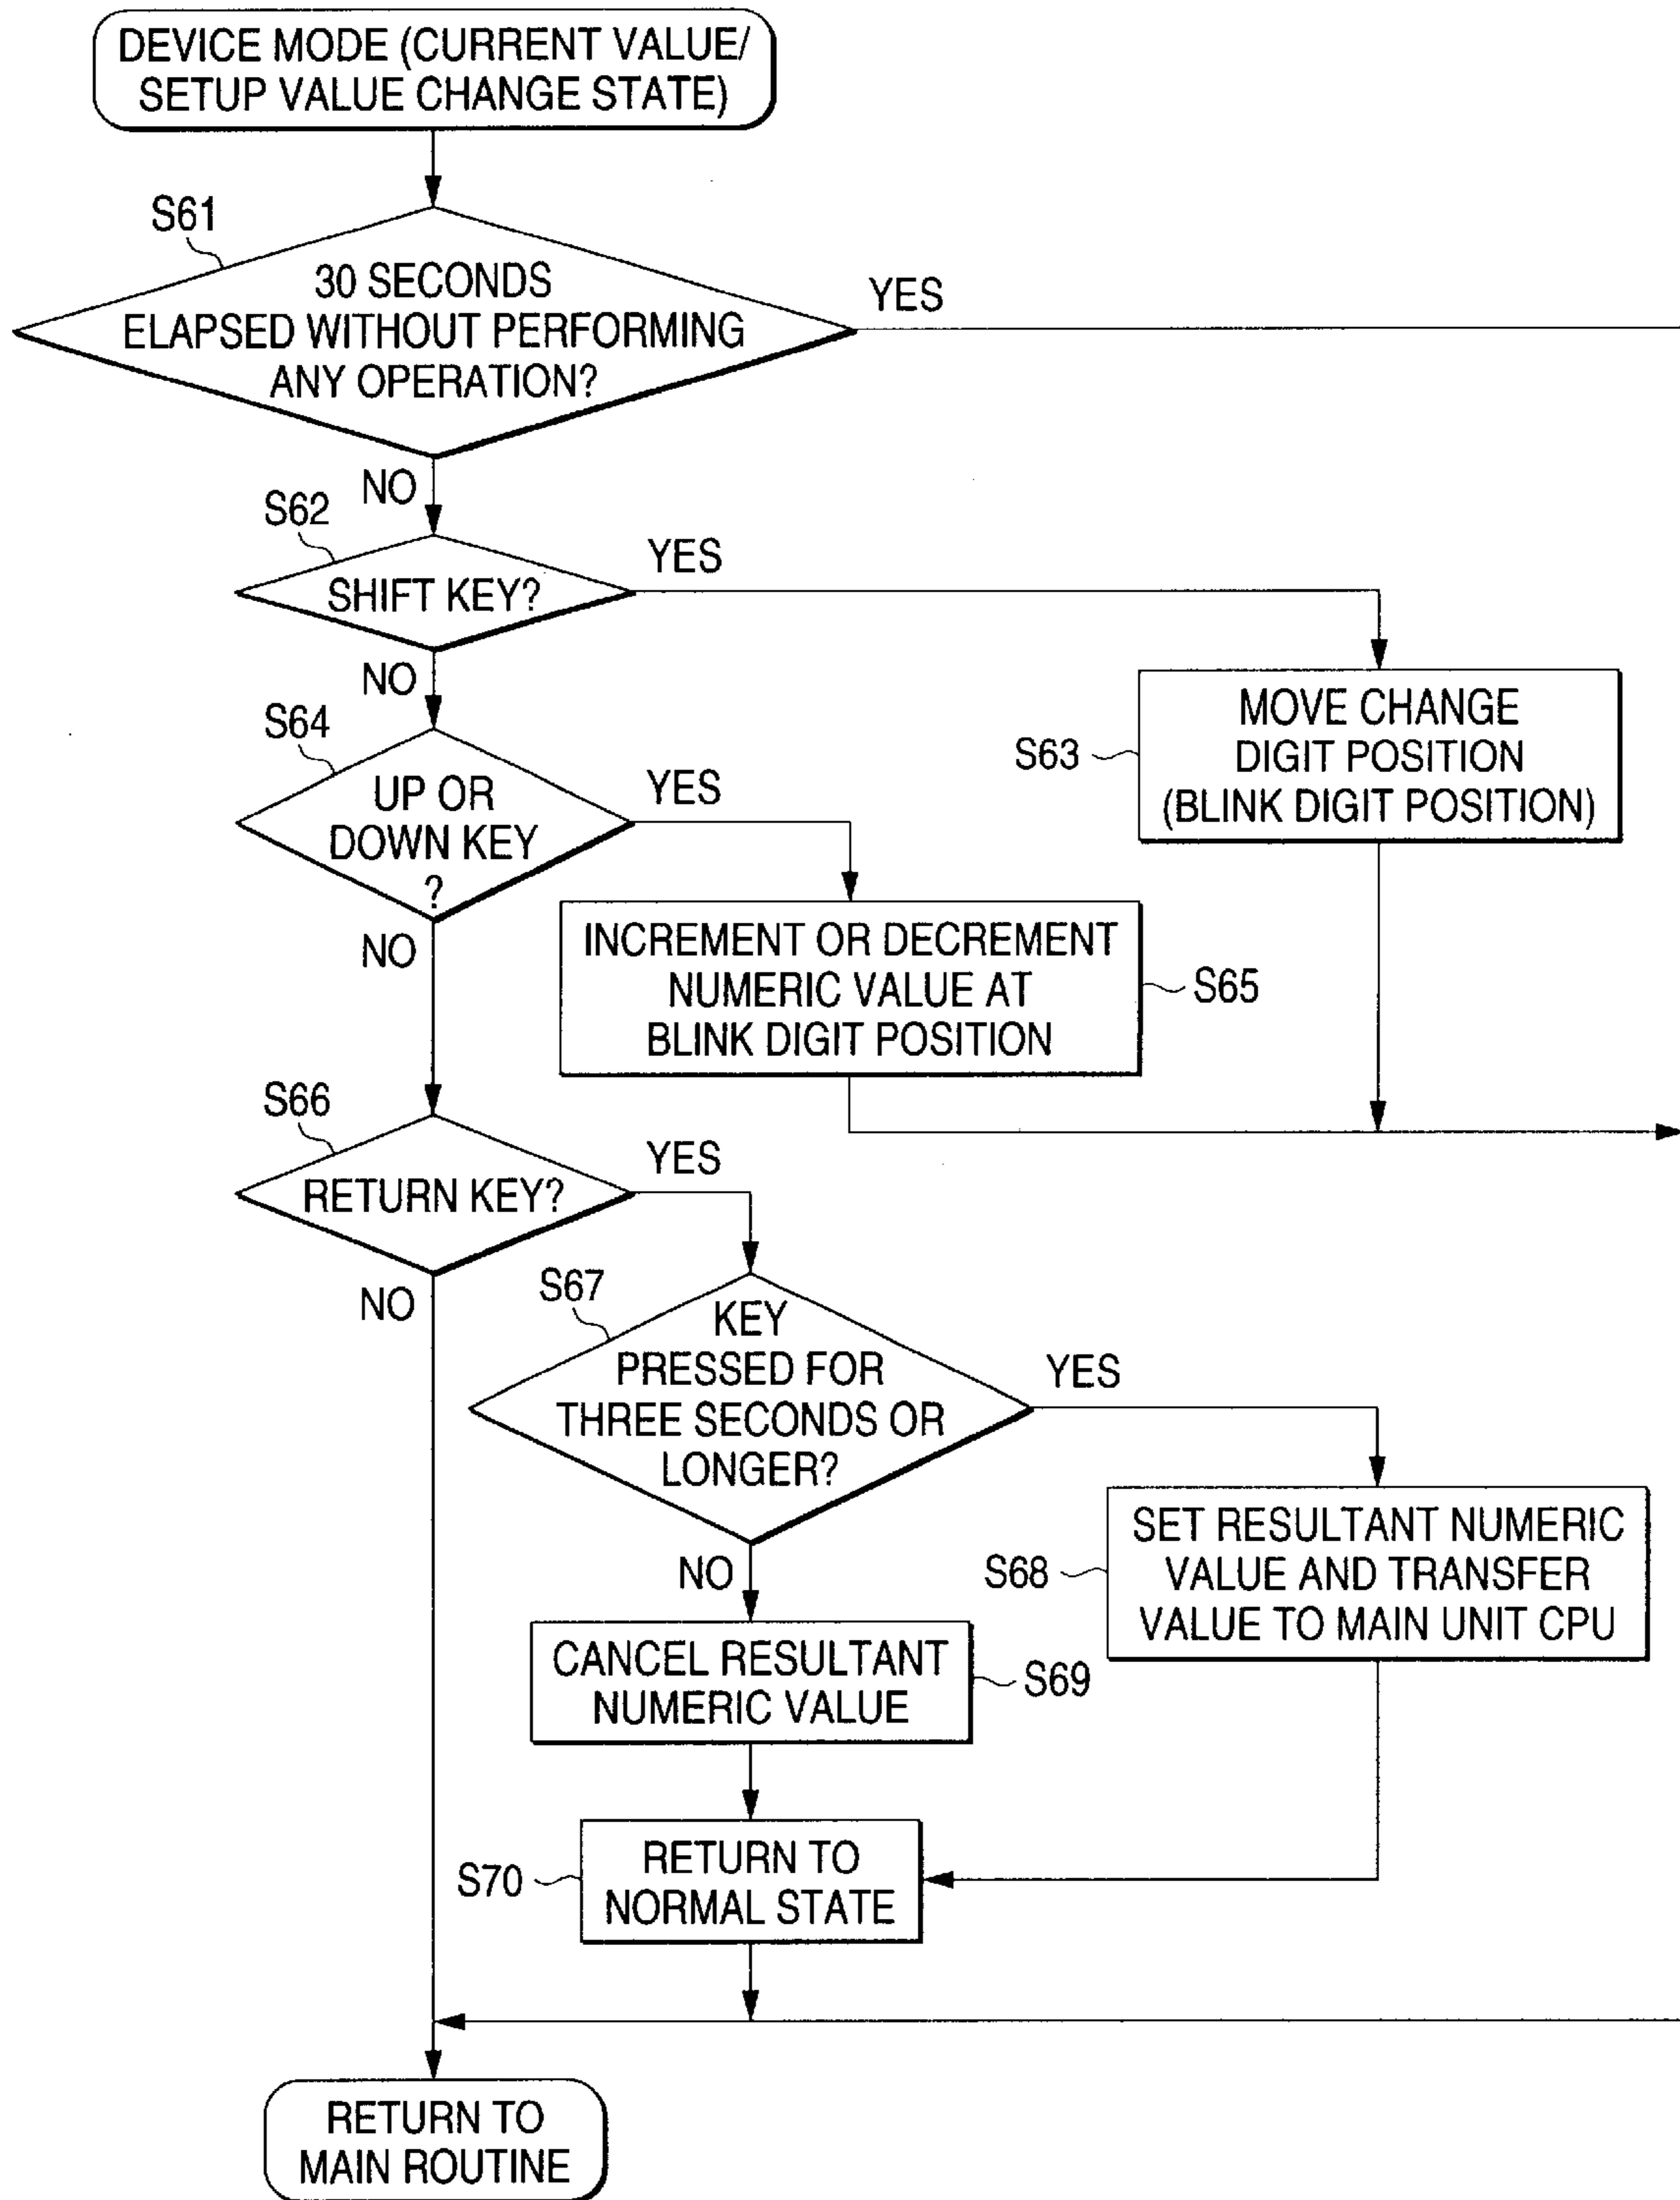 DEVICE MODE (CURRENT VALUE/
SETUP VALUE CHANGE STATE)
S61
30 SECONDS
ELAPSED WITHOUT PERFORMING
ANY OPERATION?
YES
NO
S62
SHIFT KEY?
YES
NO
S63
MOVE CHANGE
DIGIT POSITION
(BLINK DIGIT POSITION)
S64
UP OR
DOWN KEY
?
YES
NO
INCREMENT OR DECREMENT
NUMERIC VALUE AT
BLINK DIGIT POSITION
S65
S66
RETURN KEY?
YES
NO
S67
KEY
PRESSED FOR
THREE SECONDS OR
LONGER?
YES
NO
S68
SET RESULTANT NUMERIC
VALUE AND TRANSFER
VALUE TO MAIN UNIT CPU
CANCEL RESULTANT
NUMERIC VALUE
S69
S70
RETURN TO
NORMAL STATE
RETURN TO
MAIN ROUTINE